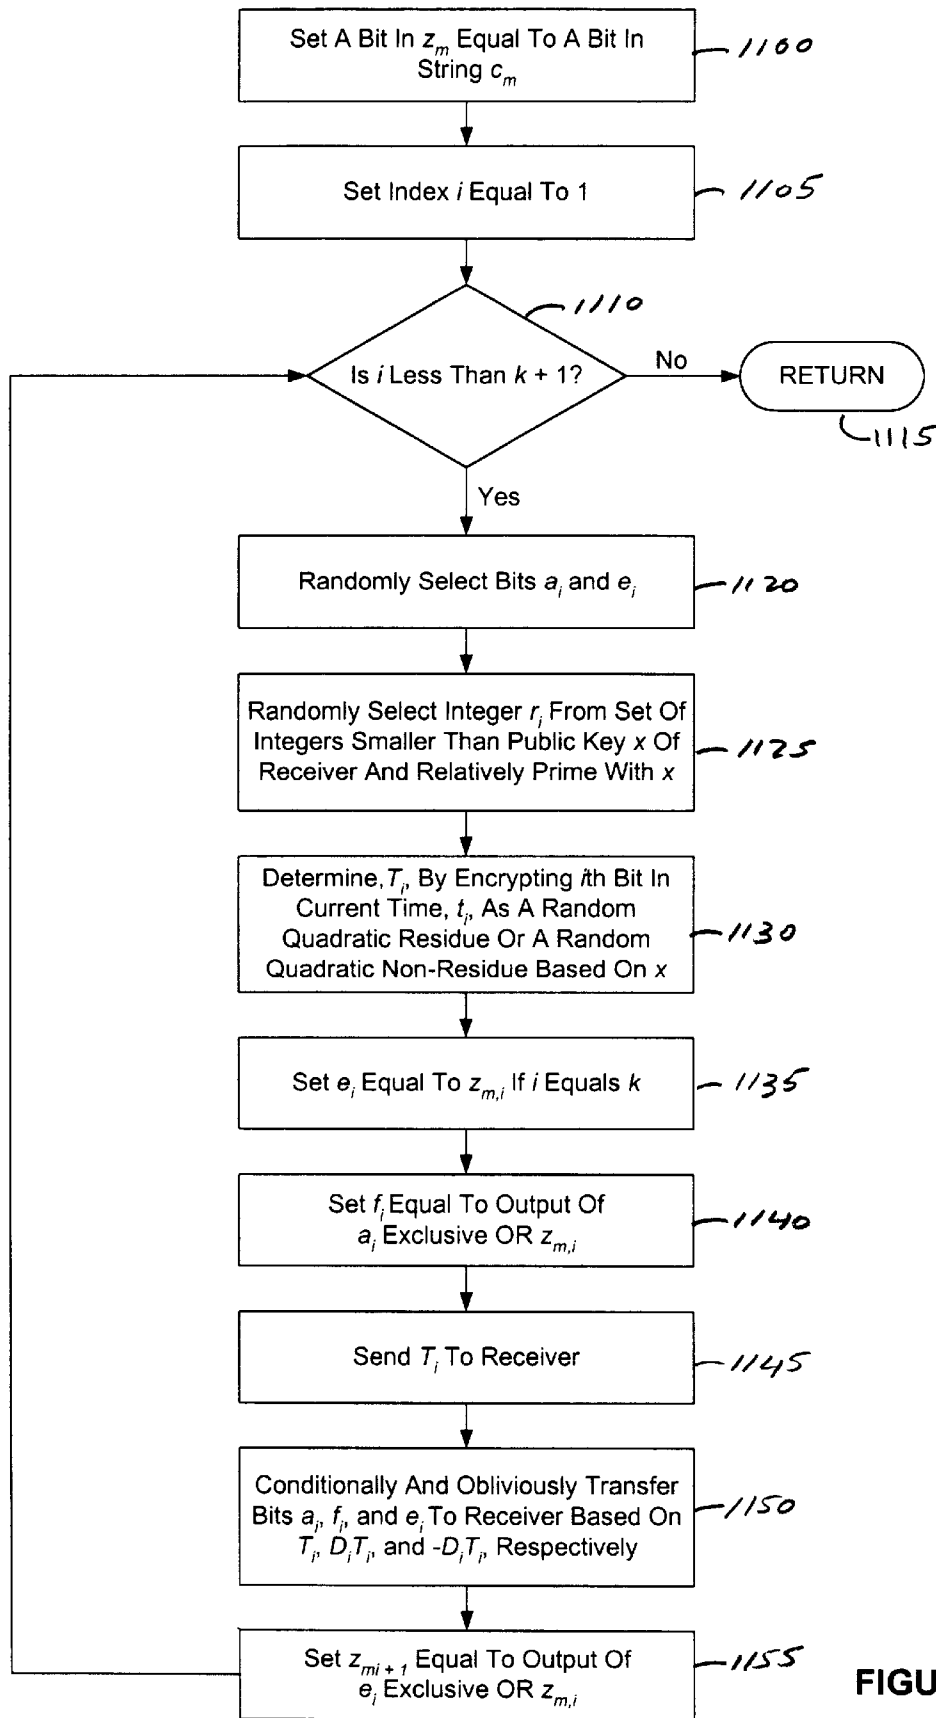 Set A Bit In z_m Equal To A Bit In
String c_m
1100
Set Index i Equal To 1
1105
1110
Is i Less Than k + 1?
No
RETURN
1115
Yes
Randomly Select Bits a_i and e_i
1120
Randomly Select Integer r_i From Set Of
Integers Smaller Than Public Key x Of
Receiver And Relatively Prime With x
1125
Determine, T_i, By Encrypting ith Bit In
Current Time, t_i, As A Random
Quadratic Residue Or A Random
Quadratic Non-Residue Based On x
1130
Set e_i Equal To z_m,i If i Equals k
1135
Set f_i Equal To Output Of
a_i Exclusive OR z_m,i
1140
Send T_i To Receiver
1145
Conditionally And Obliviously Transfer
Bits a_i, f_i, and e_i To Receiver Based On
T_i, D_iT_i, and -D_iT_i, Respectively
1150
Set z_mi + 1 Equal To Output Of
e_i Exclusive OR z_m,i
1155
FIGU